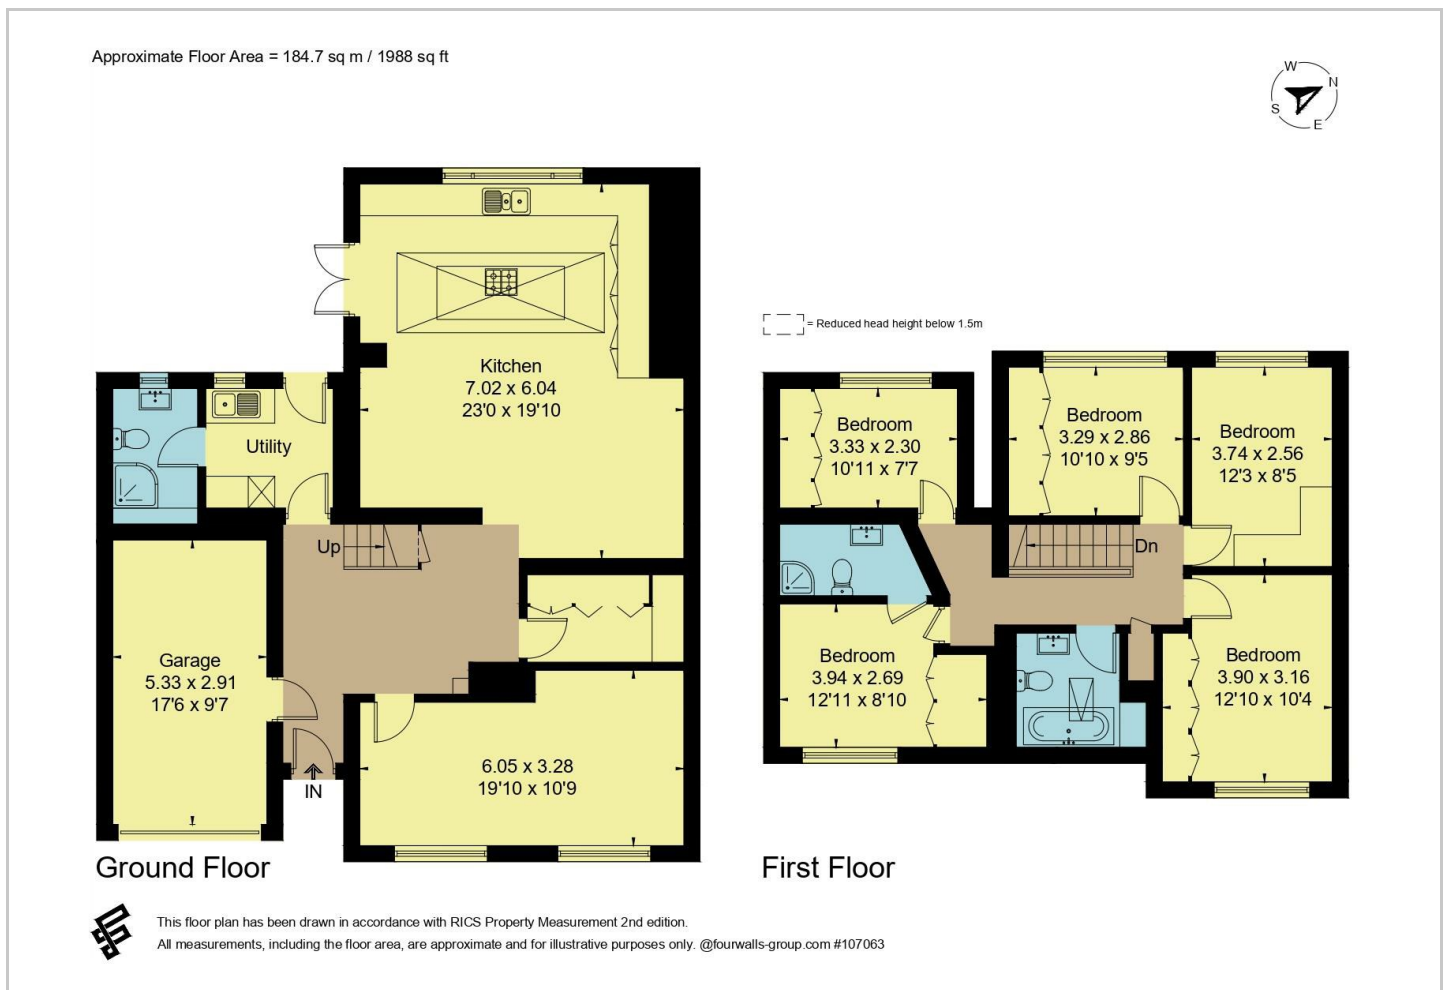 Approximate Floor Area = 184.7 sq m / 1988 sq ft
W
N
S
E
= Reduced head height below 1.5m
Kitchen
7.02 x 6.04
23'0 x 19'10
Utility
Up
Garage
5.33 x 2.91
17'6 x 9'7
IN
6.05 x 3.28
19'10 x 10'9
Ground Floor
Bedroom
3.33 x 2.30
10'11 x 7'7
Bedroom
3.29 x 2.86
10'10 x 9'5
Bedroom
3.74 x 2.56
12'3 x 8'5
Dn
Bedroom
3.94 x 2.69
12'11 x 8'10
Bedroom
3.90 x 3.16
12'10 x 10'4
First Floor
This floor plan has been drawn in accordance with RICS Property Measurement 2nd edition.
All measurements, including the floor area, are approximate and for illustrative purposes only. @fourwalls-group.com #107063